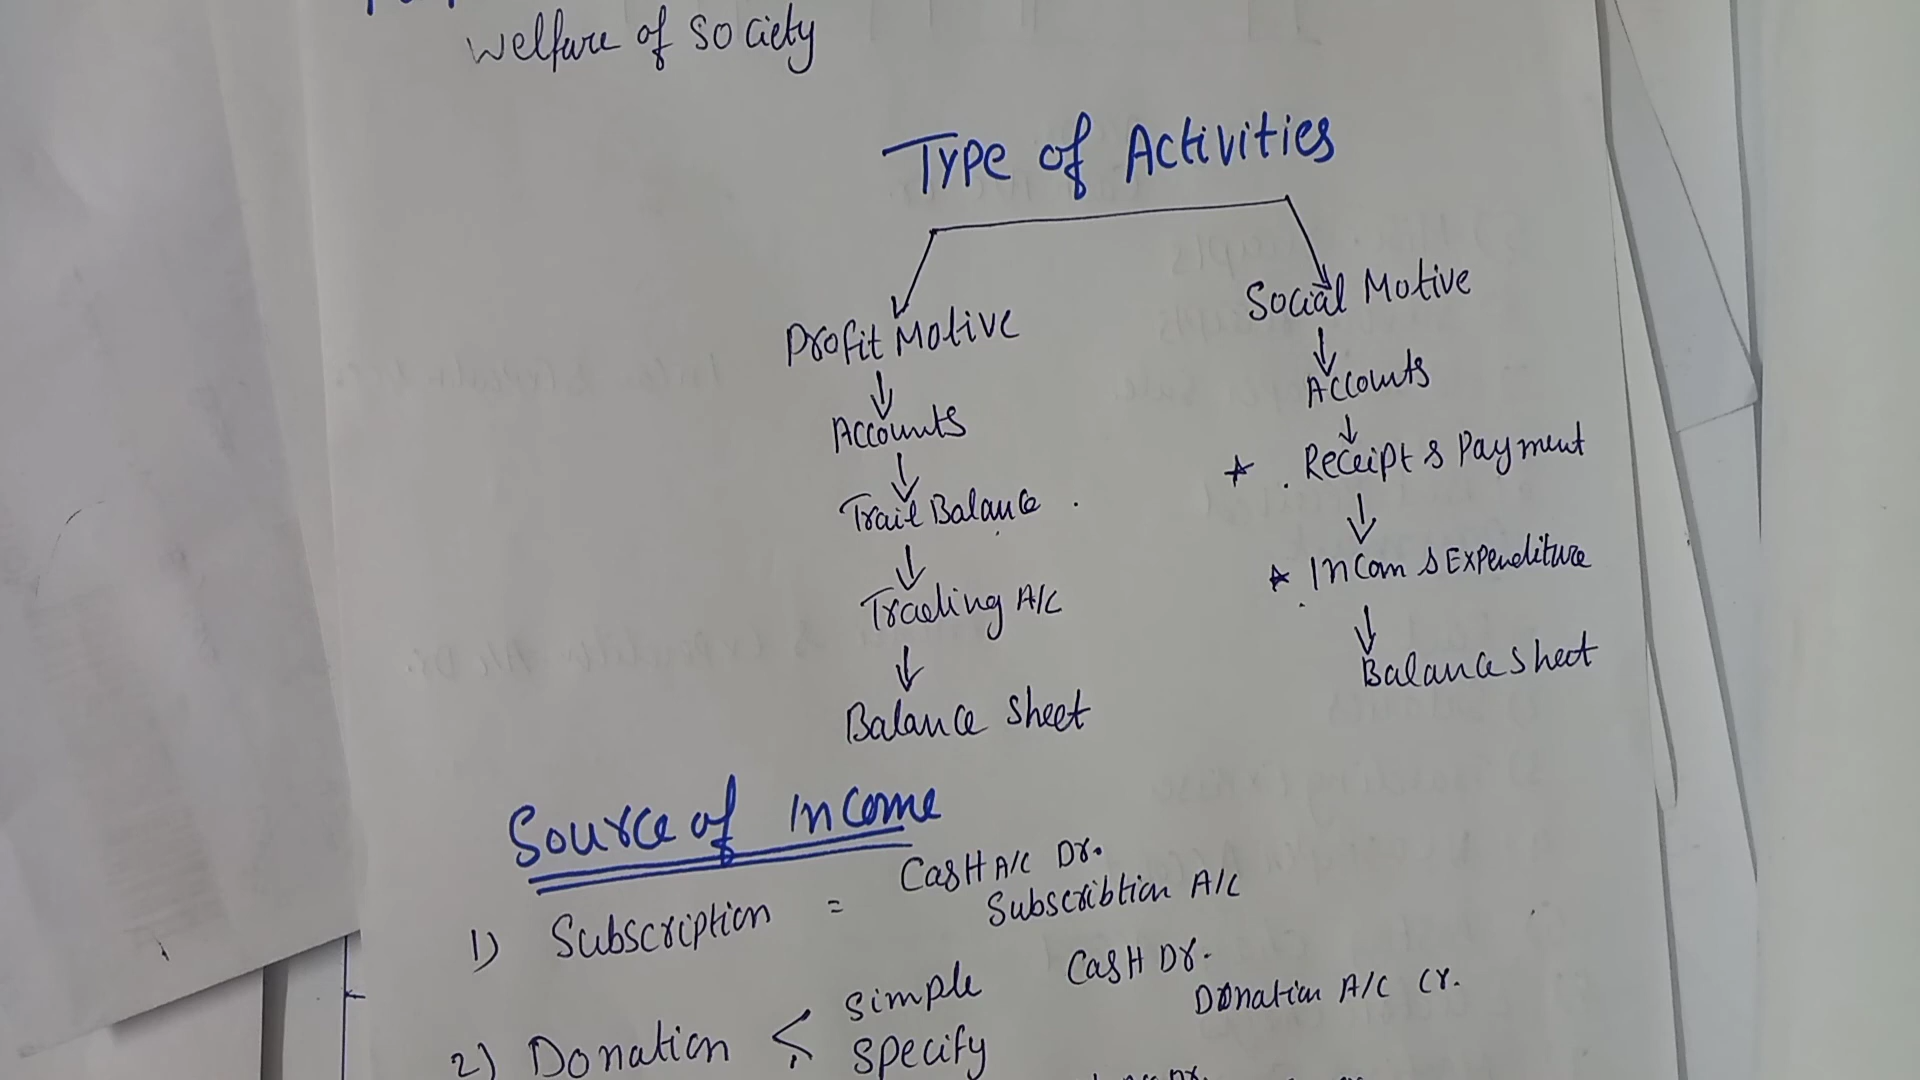 welfare of society
Type of Activities
Profit Motive
Accounts
Trail Balance
Trading A/C
Balance Sheet
Social Motive
Accounts
Receipt & Payment
Incom & Expenditure
Balance Sheet
Source of Income
1) Subscription = Cash A/C Dr.
Subscribtion A/C
2) Donation < Simple
Specify
Cash Dr.
Donation A/C Cr.